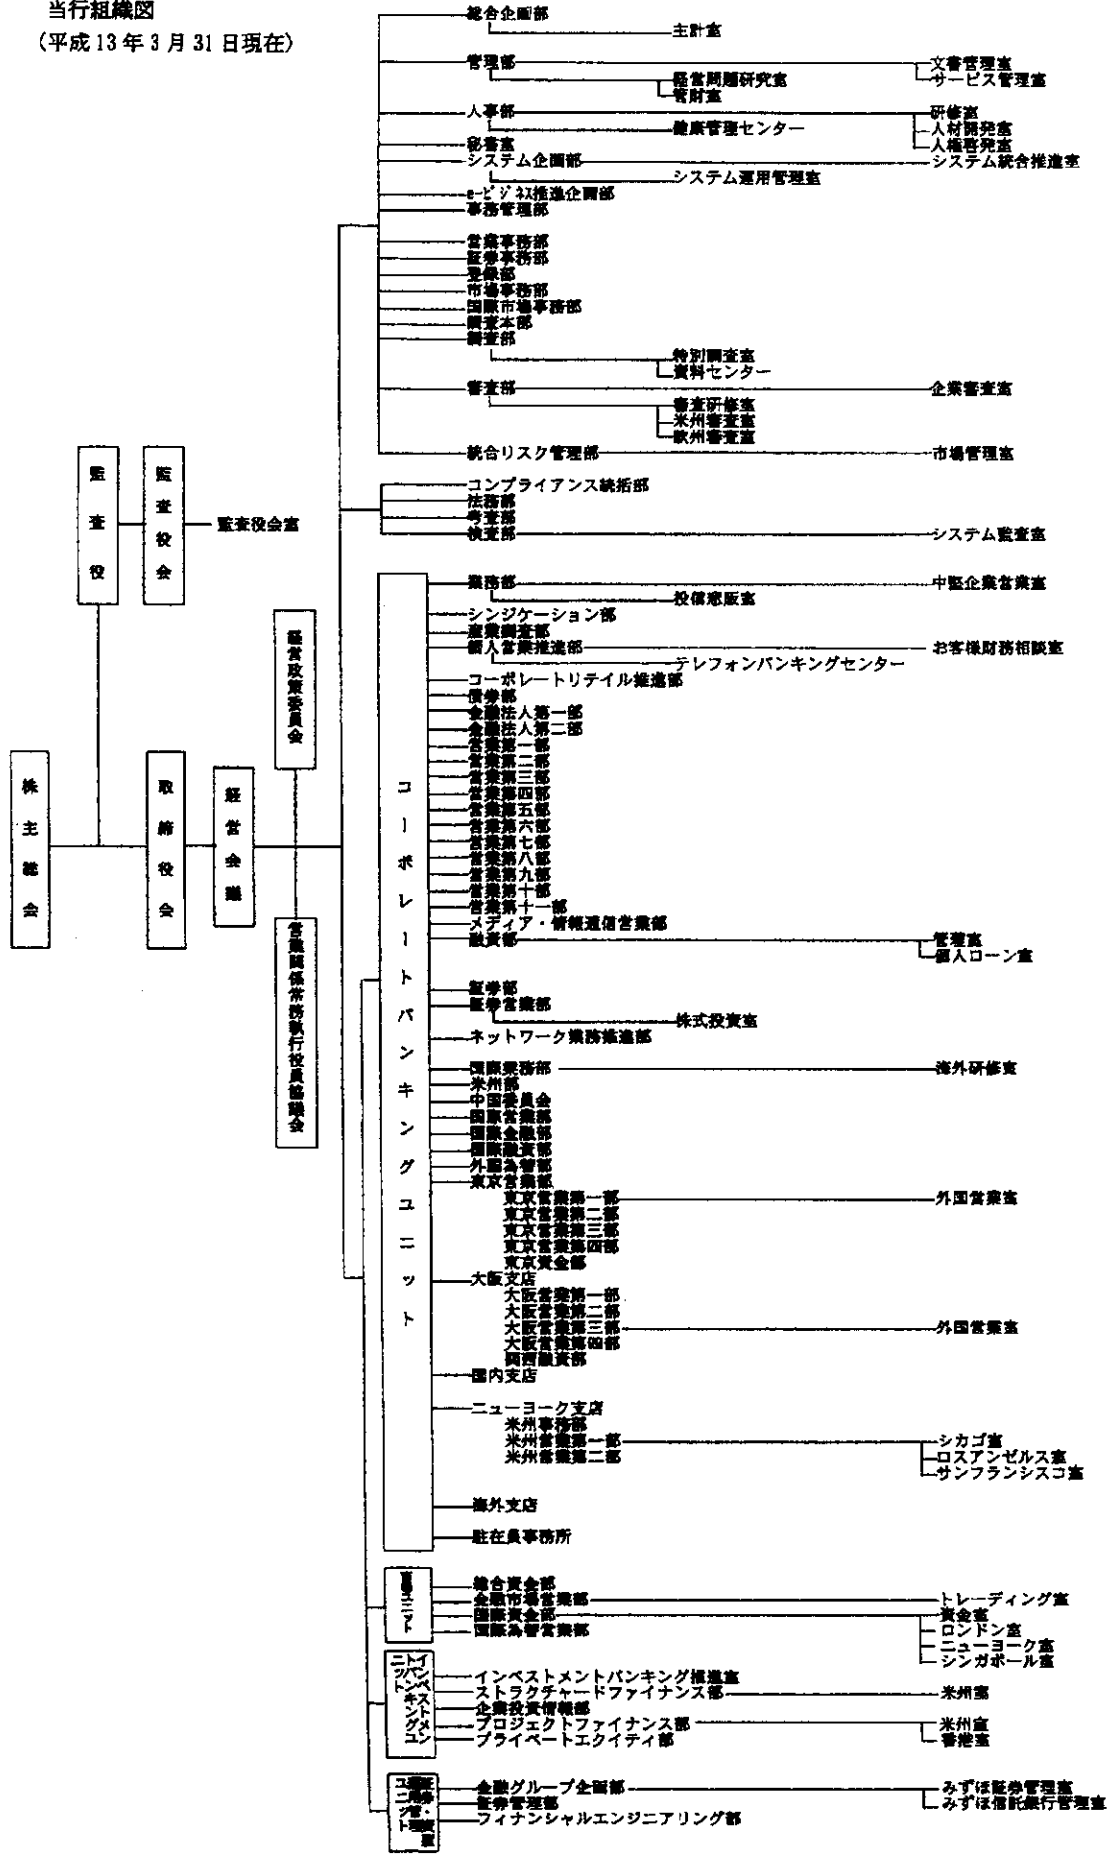 当行組織図
(平成13年3月31日現在)
総合企画部
主計室
管理部
文書管理室
サービス管理室
経営問題研究室
管財室
人事部
研修室
人材開発室
人権啓発室
健康管理センター
秘書室
システム企画部
システム統合推進室
システム運用管理室
e-ビジネス推進企画部
事務管理部
営業事務部
証券事務部
登録部
市場事務部
国際市場事務部
調査本部
調査部
特別調査室
資料センター
審査部
企業審査室
審査研修室
米州審査室
欧州審査室
統合リスク管理部
市場管理室
コンプライアンス統括部
法務部
考査部
検査部
システム監査室
監査役
監査役会
監査役会室
株主総会
取締役会
経営会議
経営政策委員会
営業関係常務執行役員協議会
コーポレートバンキングユニット
業務部
中堅企業営業室
投信窓販室
シンジケーション部
産業調査部
個人営業推進部
お客様財務相談室
テレフォンバンキングセンター
コーポレートリテイル推進部
債券部
金融法人第一部
金融法人第二部
営業第一部
営業第二部
営業第三部
営業第四部
営業第五部
営業第六部
営業第七部
営業第八部
営業第九部
営業第十部
営業第十一部
メディア・情報通信営業部
融資部
管理室
個人ローン室
証券部
証券営業部
株式投資室
ネットワーク業務推進部
国際業務部
海外研修室
米州部
中国委員会
国際営業部
国際金融部
国際融資部
外国為替部
東京営業部
東京営業第一部
外国営業室
東京営業第二部
東京営業第三部
東京営業第四部
東京資金部
大阪支店
大阪営業第一部
大阪営業第二部
大阪営業第三部
外国営業室
大阪営業第四部
関西融資部
国内支店
ニューヨーク支店
米州事務部
米州営業第一部
シカゴ室
ロスアンゼルス室
サンフランシスコ室
米州営業第二部
海外支店
駐在員事務所
総合資金部
金融市場営業部
トレーディング室
国際資金部
資金室
ロンドン室
ニューヨーク室
シンガポール室
国際為替営業部
インベストメントバンキングユニット
インベストメントバンキング推進室
ストラクチャードファイナンス部
米州室
企業投資情報部
プロジェクトファイナンス部
米州室
香港室
プライベートエクイティ部
金融グループ企画部
みずほ証券管理室
みずほ信託銀行管理室
証券管理部
フィナンシャルエンジニアリング部